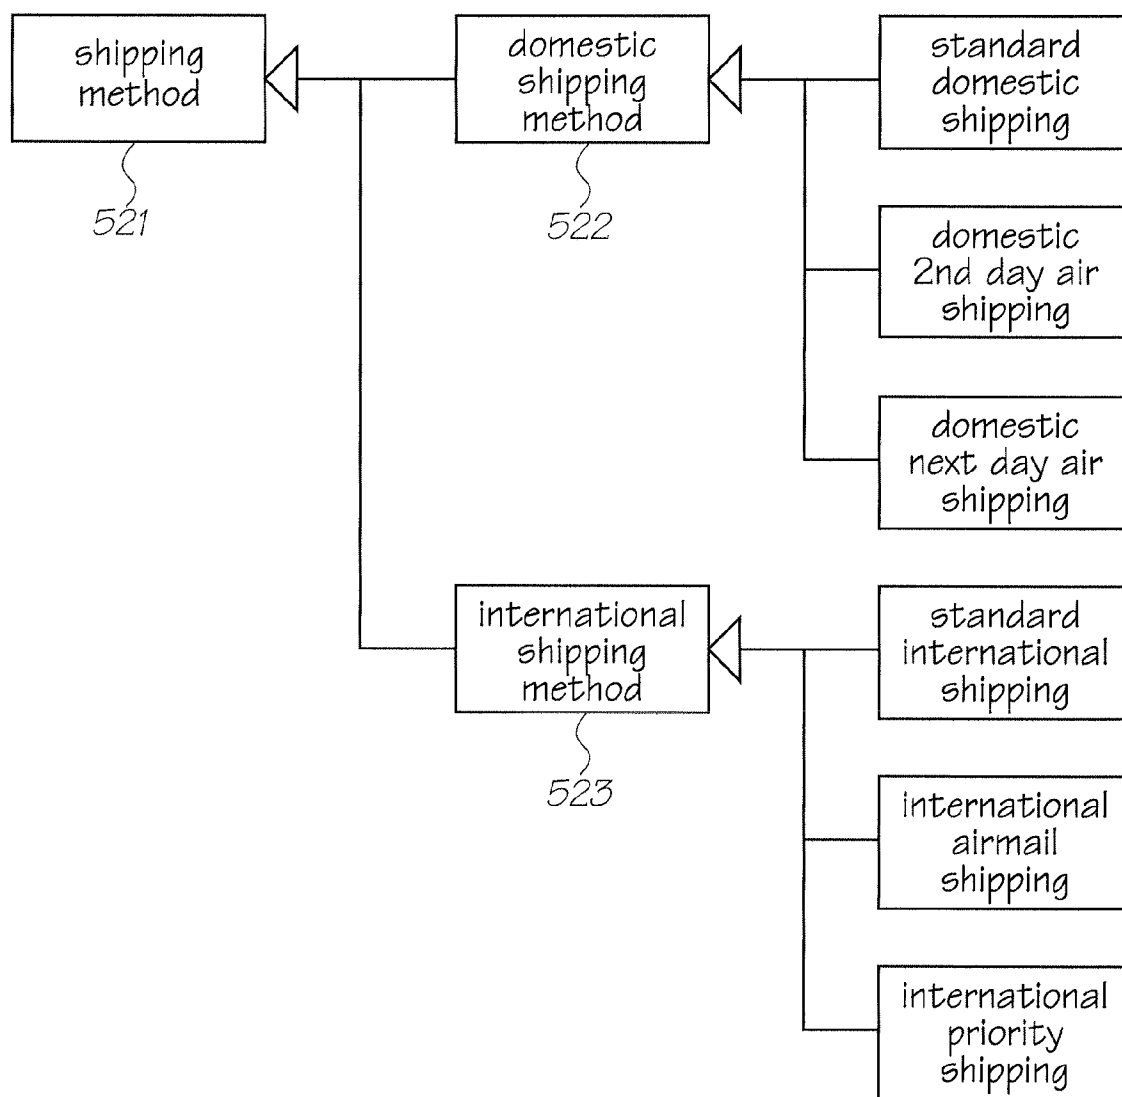 shipping
method
521
domestic
shipping
method
522
standard
domestic
shipping
domestic
2nd day air
shipping
domestic
next day air
shipping
international
shipping
method
523
standard
international
shipping
international
airmail
shipping
international
priority
shipping